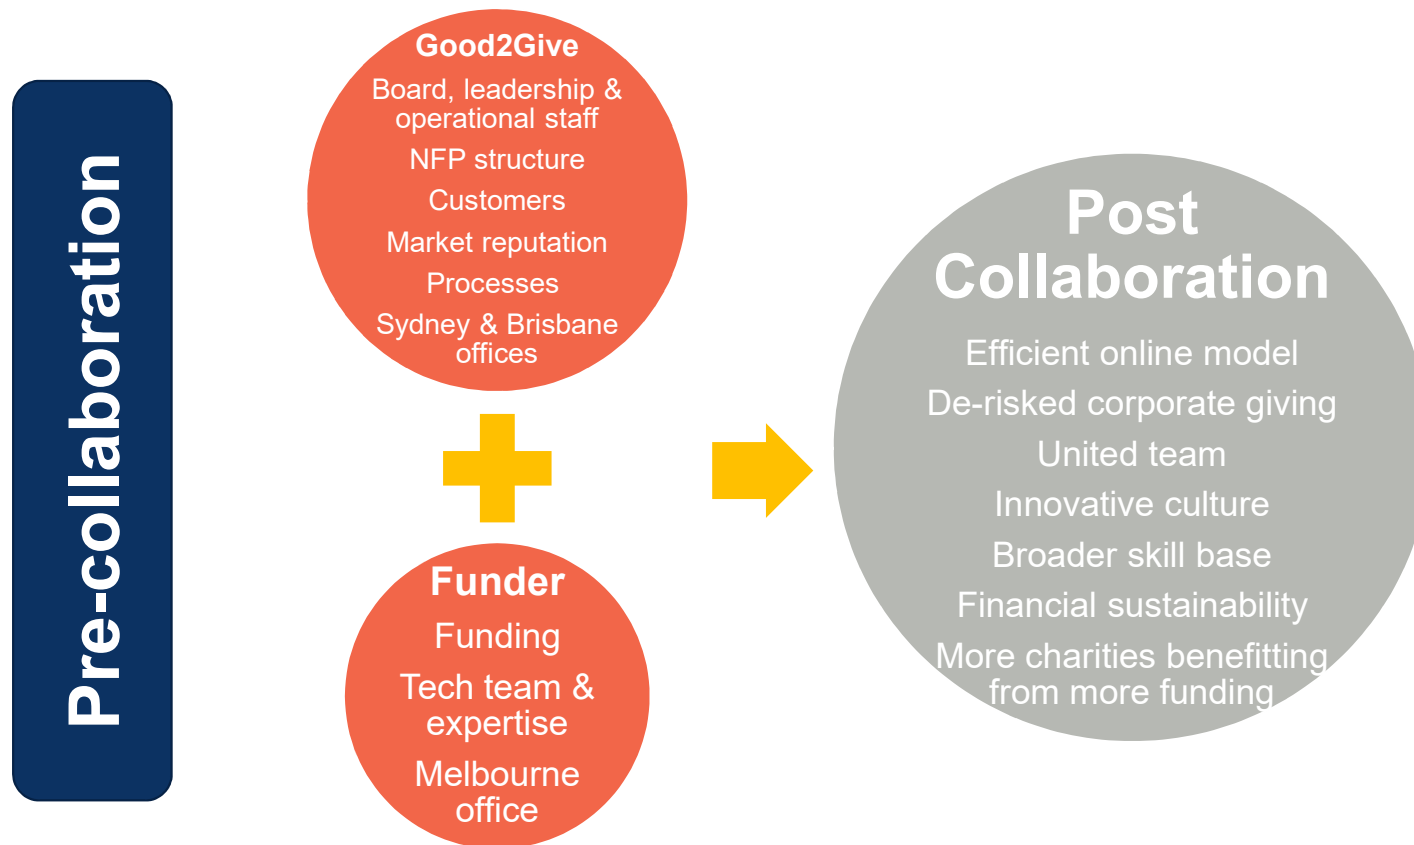 Pre-collaboration
Good2Give
Board, leadership &
operational staff
NFP structure
Customers
Market reputation
Processes
Sydney & Brisbane
offices
Funder
Funding
Tech team &
expertise
Melbourne
office
Post
Collaboration
Efficient online model
De-risked corporate giving
United team
Innovative culture
Broader skill base
Financial sustainability
More charities benefitting
from more funding